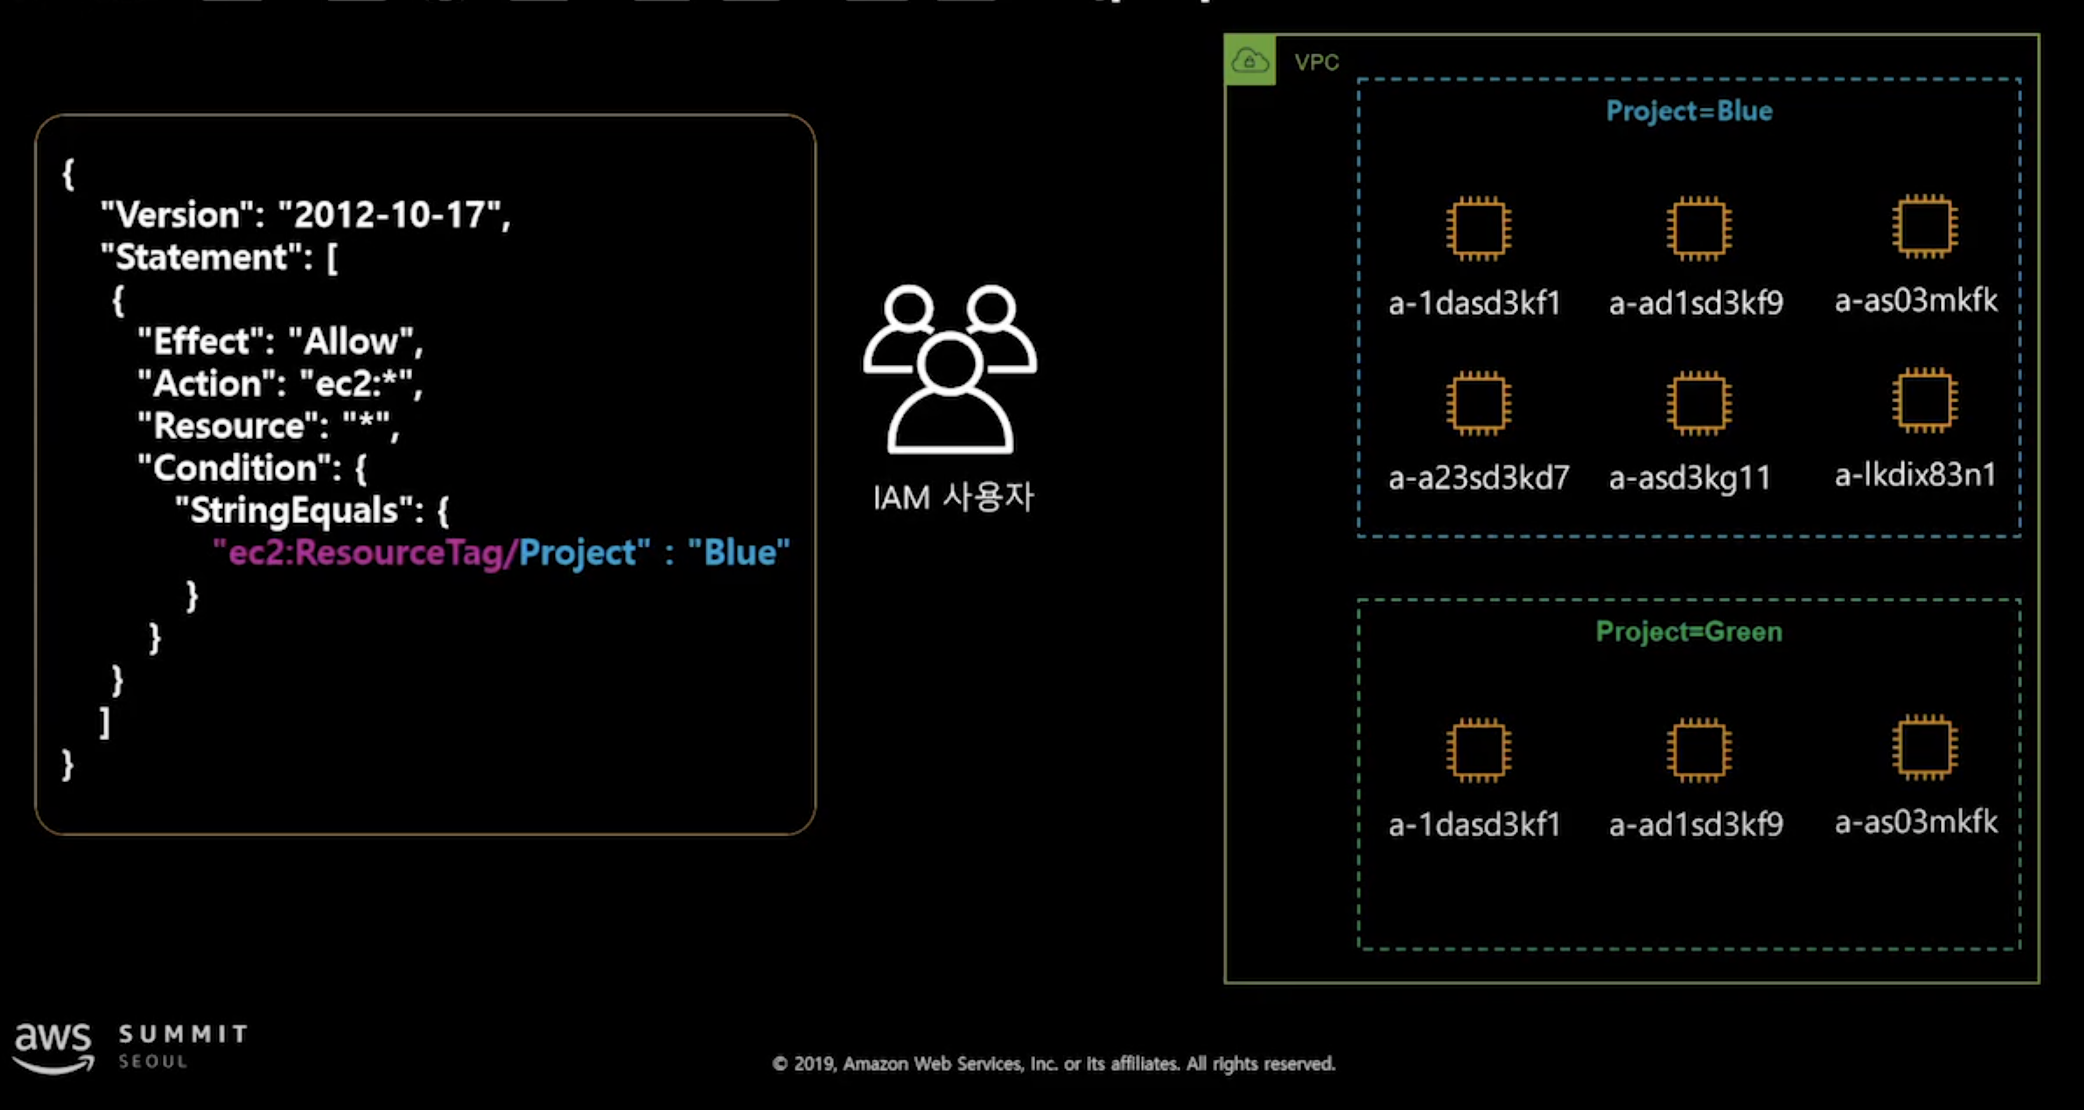 {
"Version": "2012-10-17",
"Statement": [
{
"Effect": "Allow",
"Action": "ec2:*",
"Resource": "*",
"Condition": {
"StringEquals": {
"ec2:ResourceTag/Project" : "Blue"
}
}
}
]
}
IAM 사용자
VPC
Project=Blue
a-1dasd3kf1 a-ad1sd3kf9 a-as03mkfk
a-a23sd3kd7 a-asd3kg11 a-lkdix83n1
Project=Green
a-1dasd3kf1 a-ad1sd3kf9 a-as03mkfk
aws SUMMIT
SEOUL
© 2019, Amazon Web Services, Inc. or its affiliates. All rights reserved.